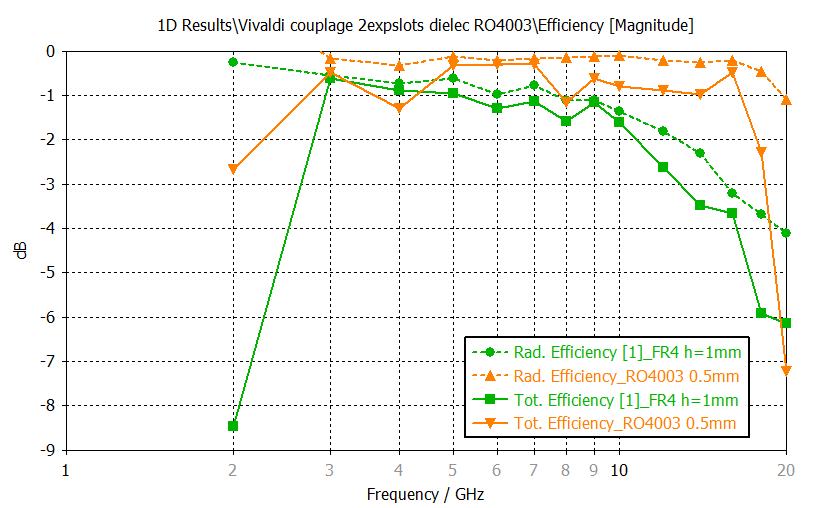 1D Results\Vivaldi couplage 2expslots dielec RO4003\Efficiency [Magnitude]
0
-1
-2
-3
-4
-5
-6
-7
-8
-9
dB
Rad. Efficiency [1]_FR4 h=1mm
Rad. Efficiency_RO4003 0.5mm
Tot. Efficiency [1]_FR4 h=1mm
Tot. Efficiency_RO4003 0.5mm
1 2 3 4 5 6 7 8 9 10 20
Frequency / GHz